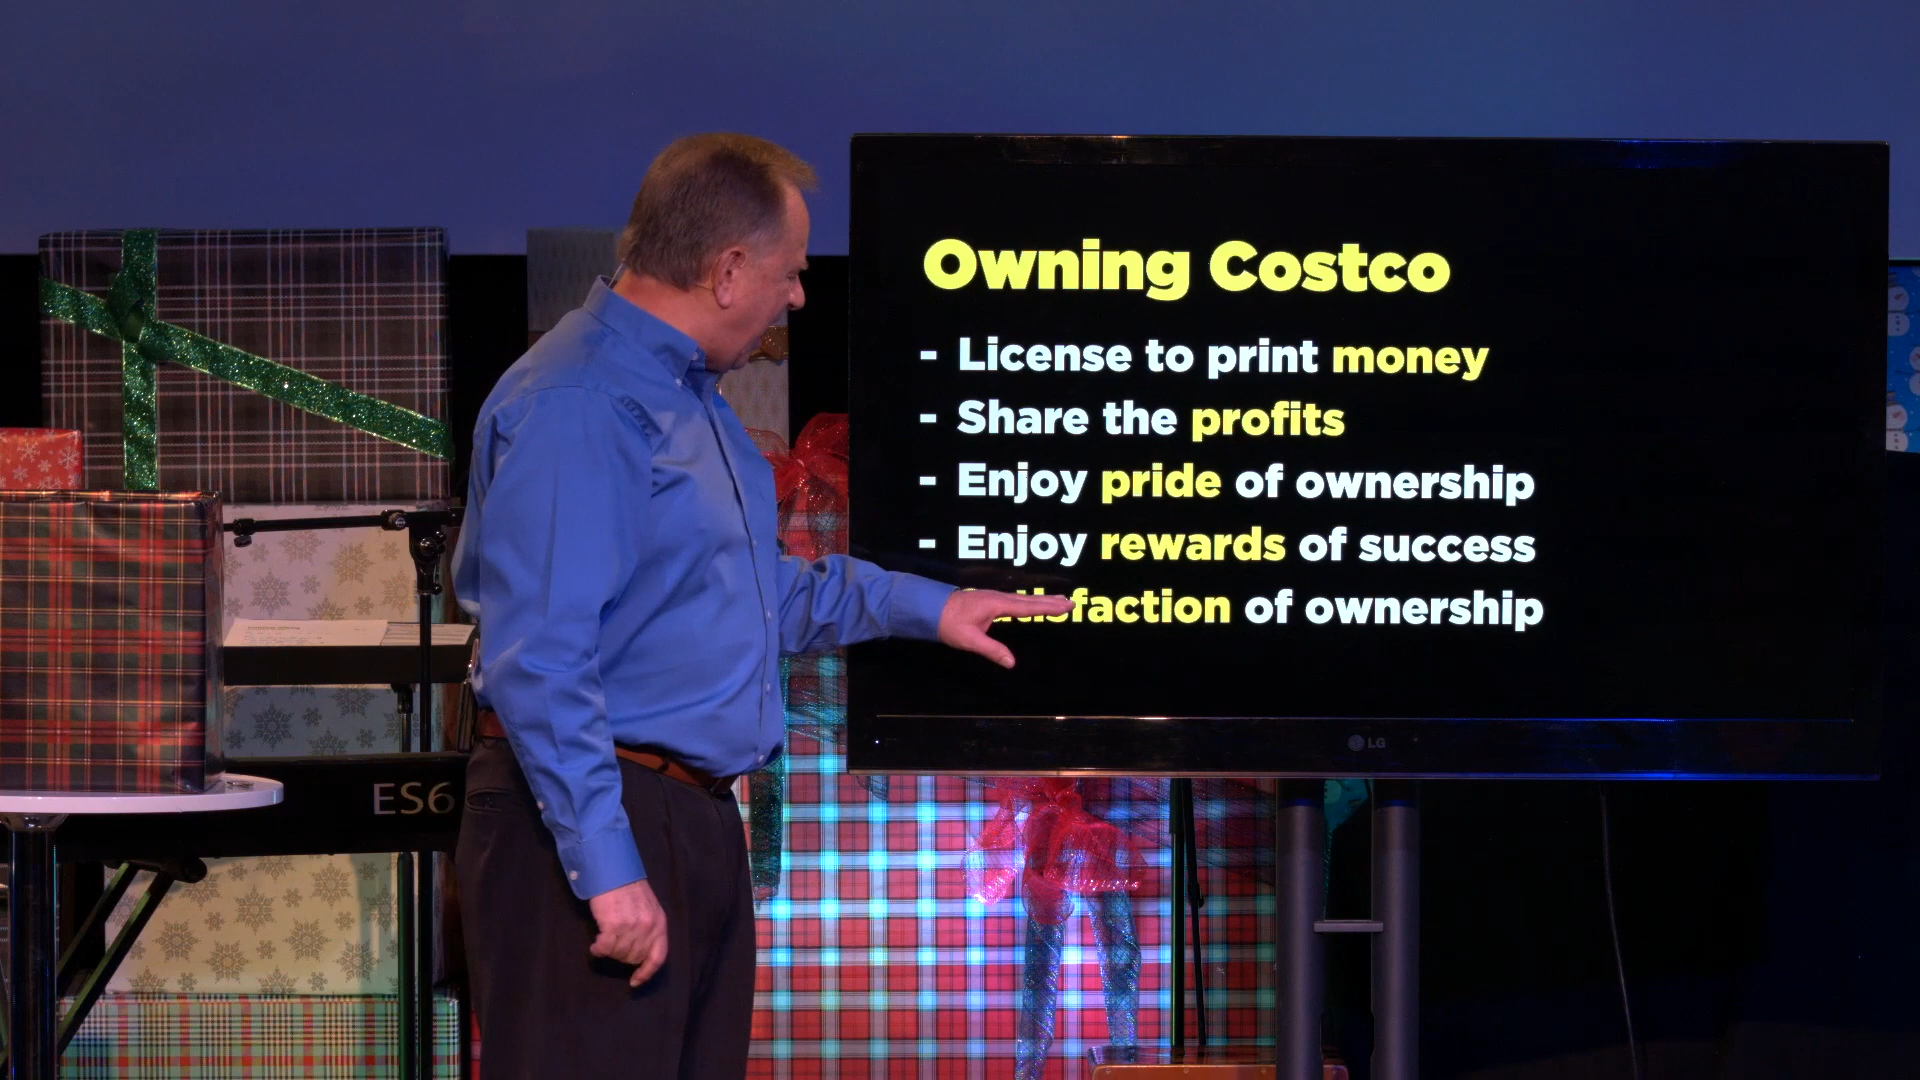 Owning Costco
- License to print money
- Share the profits
- Enjoy pride of ownership
- Enjoy rewards of success
Satisfaction of ownership
LG
ES6